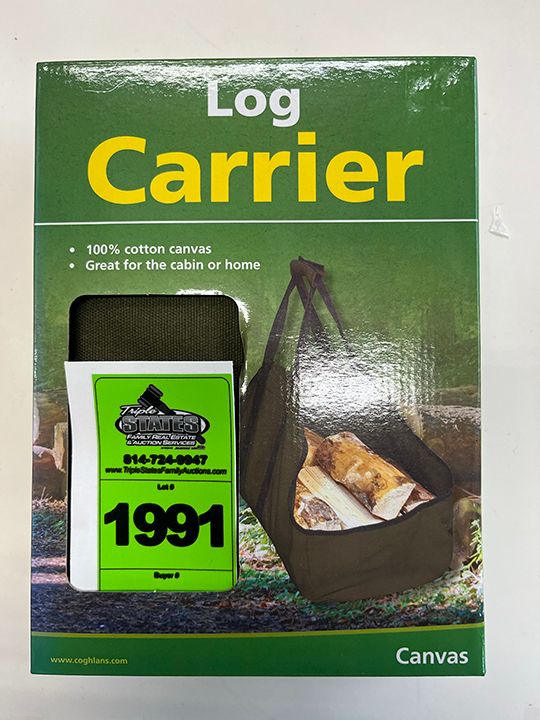 Log
Carrier
• 100% cotton canvas
• Great for the cabin or home
Triple
STATES
FAMILY REAL ESTATE
& AUCTION SERVICES
814-724-9947
www.TripleStatesFamilyAuctions.com
Lot #
1991
Buyer #
www.coghlans.com
Canvas